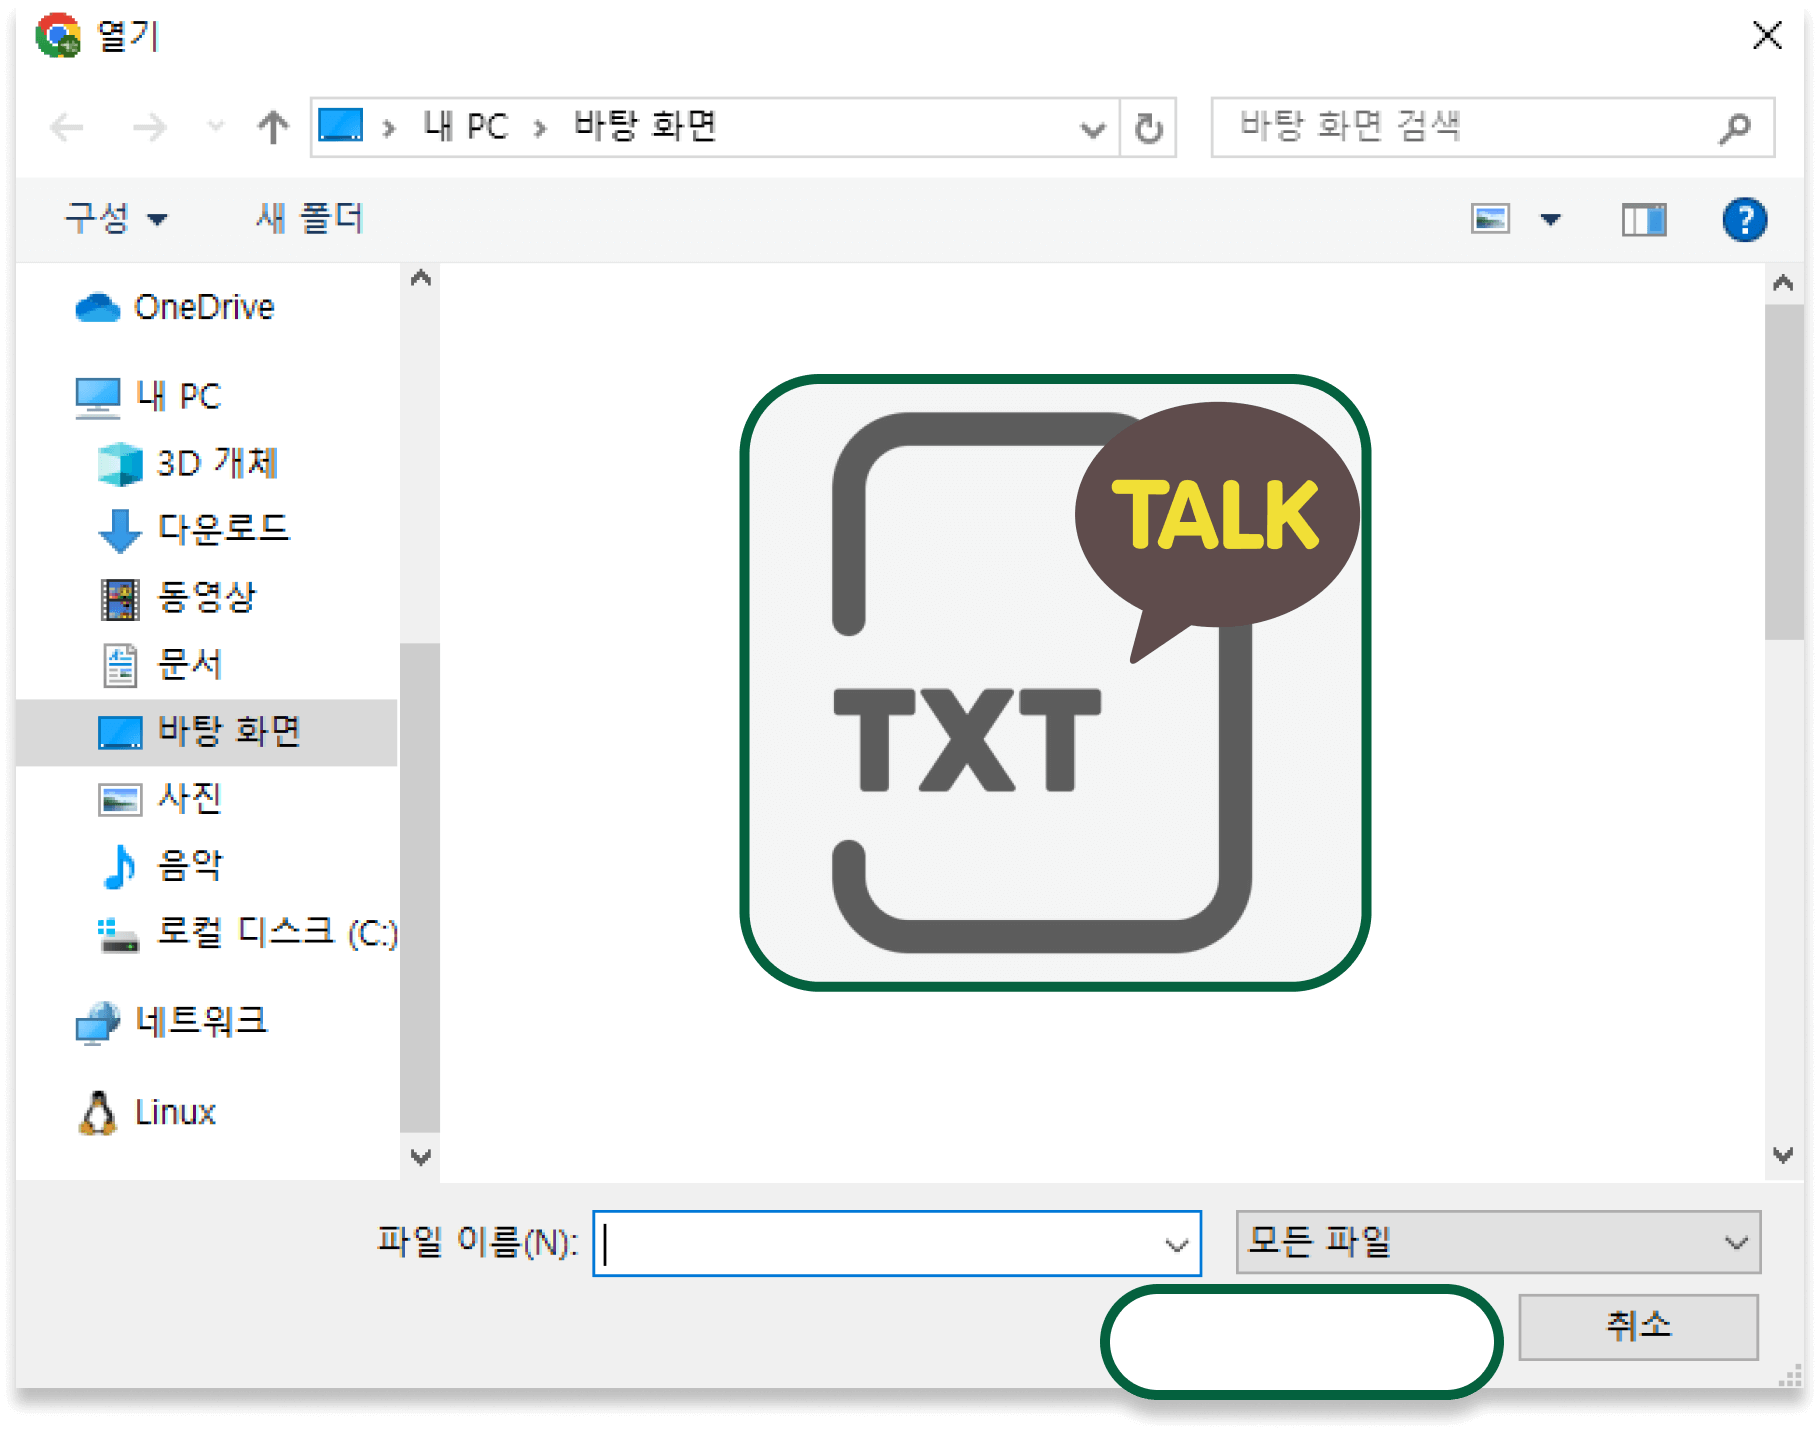 열기
내 PC
바탕 화면
바탕 화면 검색
구성
새 폴더
OneDrive
내 PC
3D 개체
다운로드
동영상
문서
바탕 화면
사진
음악
로컬 디스크 (C:)
네트워크
Linux
TALK
TXT
파일 이름(N):
모든 파일
취소